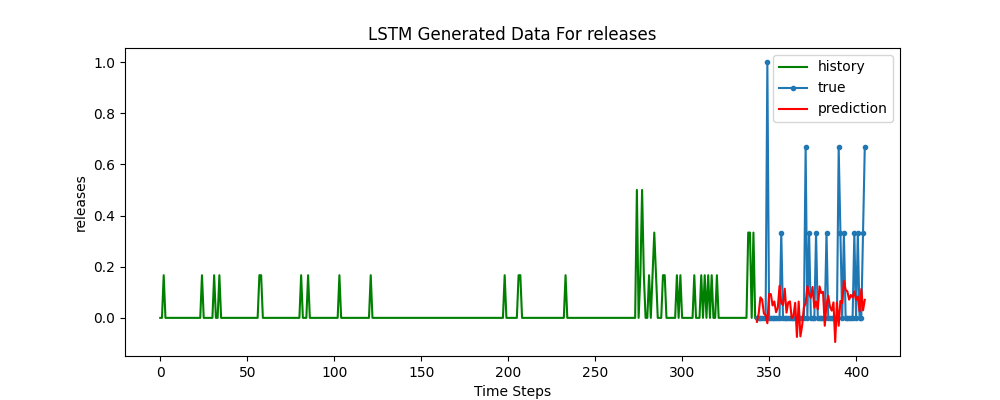 LSTM Generated Data For releases
releases
1.0
0.8
0.6
0.4
0.2
0.0
history
true
prediction
0 50 100 150 200 250 300 350 400
Time Steps